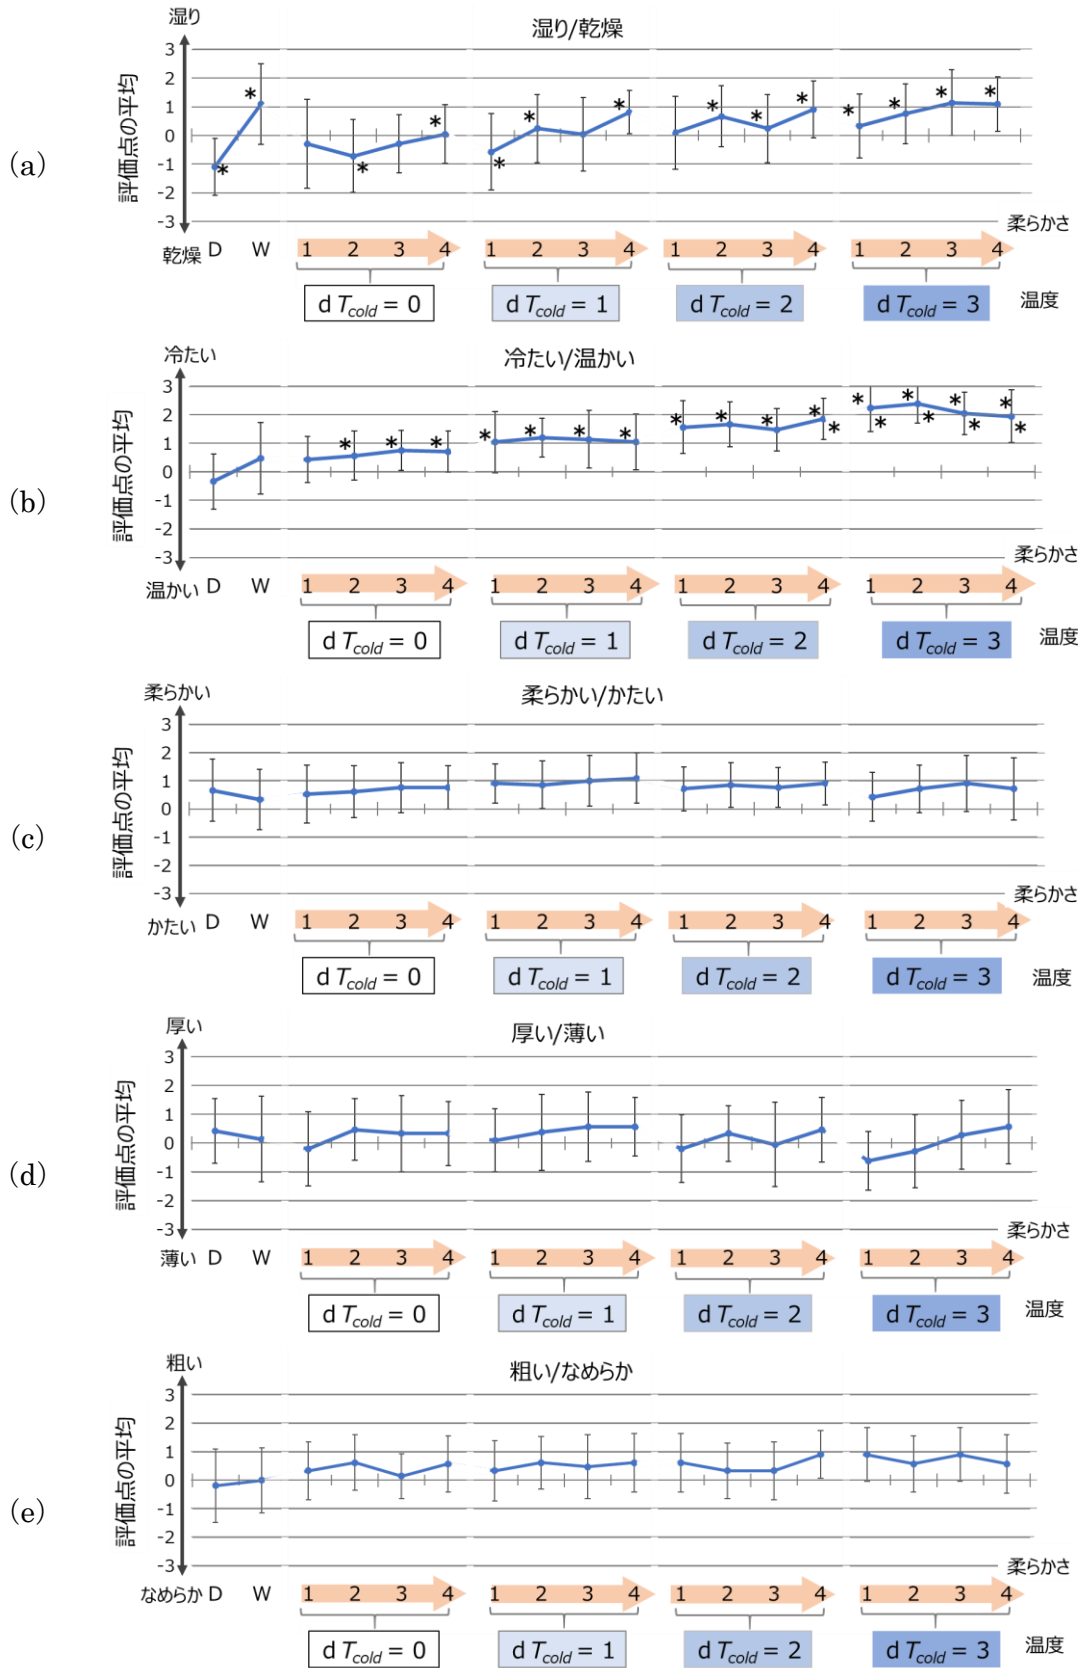 湿り
湿り/乾燥
(a)
評価点の平均
3
2
1
0
-1
-2
-3
* * * * * * * * * * * * * * *
柔らかさ
乾燥 D W 1 2 3 4 1 2 3 4 1 2 3 4 1 2 3 4
d Tcold = 0 d Tcold = 1 d Tcold = 2 d Tcold = 3 温度
冷たい
冷たい/温かい
(b)
評価点の平均
3
2
1
0
-1
-2
-3
* * * * * * * * * * * * * * * * * * * *
柔らかさ
温かい D W 1 2 3 4 1 2 3 4 1 2 3 4 1 2 3 4
d Tcold = 0 d Tcold = 1 d Tcold = 2 d Tcold = 3 温度
柔らかい
柔らかい/かたい
(c)
評価点の平均
3
2
1
0
-1
-2
-3
柔らかさ
かたい D W 1 2 3 4 1 2 3 4 1 2 3 4 1 2 3 4
d Tcold = 0 d Tcold = 1 d Tcold = 2 d Tcold = 3 温度
厚い
厚い/薄い
(d)
評価点の平均
3
2
1
0
-1
-2
-3
柔らかさ
薄い D W 1 2 3 4 1 2 3 4 1 2 3 4 1 2 3 4
d Tcold = 0 d Tcold = 1 d Tcold = 2 d Tcold = 3 温度
粗い
粗い/なめらか
(e)
評価点の平均
3
2
1
0
-1
-2
-3
柔らかさ
なめらか D W 1 2 3 4 1 2 3 4 1 2 3 4 1 2 3 4
d Tcold = 0 d Tcold = 1 d Tcold = 2 d Tcold = 3 温度